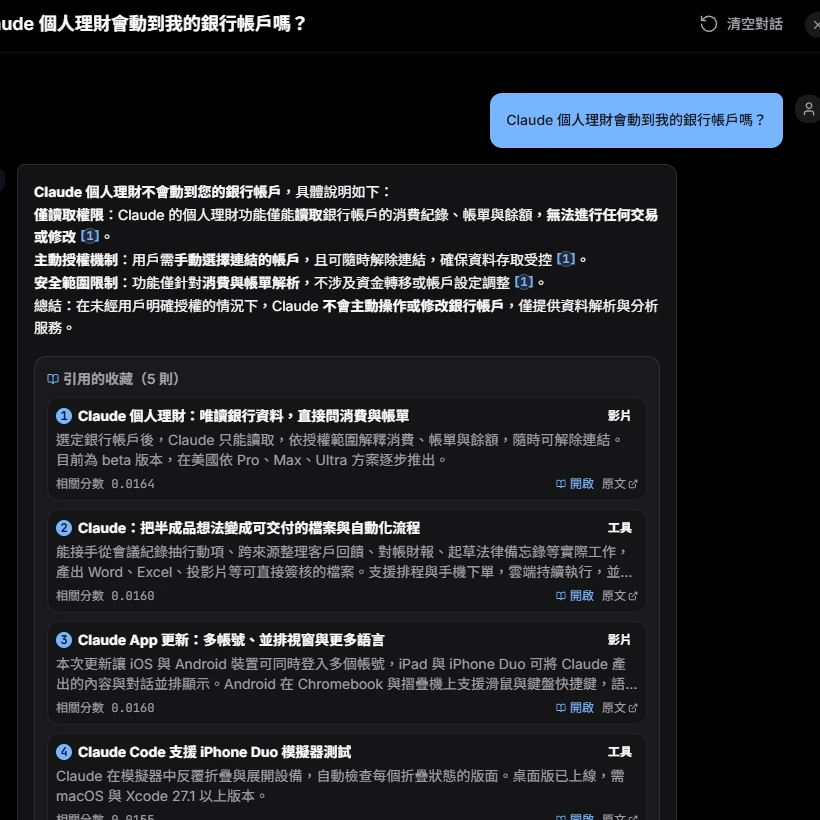 ude 個人理財會動到我的銀行帳戶嗎？
清空對話
Claude 個人理財會動到我的銀行帳戶嗎？
Claude 個人理財不會動到您的銀行帳戶，具體說明如下：
僅讀取權限：Claude 的個人理財功能僅能讀取銀行帳戶的消費紀錄、帳單與餘額，無法進行任何交易
或修改 [1]。
主動授權機制：用戶需手動選擇連結的帳戶，且可隨時解除連結，確保資料存取受控 [1]。
安全範圍限制：功能僅針對消費與帳單解析，不涉及資金轉移或帳戶設定調整 [1]。
總結：在未經用戶明確授權的情況下，Claude 不會主動操作或修改銀行帳戶，僅提供資料解析與分析
服務。
引用的收藏（5 則）
1 Claude 個人理財：唯讀銀行資料，直接問消費與帳單 影片
選定銀行帳戶後，Claude 只能讀取，依授權範圍解釋消費、帳單與餘額，隨時可解除連結。
目前為 beta 版本，在美國依 Pro、Max、Ultra 方案逐步推出。
相關分數 0.0164 開啟 原文
2 Claude：把半成品想法變成可交付的檔案與自動化流程 工具
能接手從會議紀錄抽行動項、跨來源整理客戶回饋、對帳財報、起草法律備忘錄等實際工作，
產出 Word、Excel、投影片等可直接簽核的檔案。支援排程與手機下單，雲端持續執行，並...
相關分數 0.0160 開啟 原文
3 Claude App 更新：多帳號、並排視窗與更多語言 影片
本次更新讓 iOS 與 Android 裝置可同時登入多個帳號，iPad 與 iPhone Duo 可將 Claude 產
出的內容與對話並排顯示。Android 在 Chromebook 與摺疊機上支援滑鼠與鍵盤快捷鍵，語...
相關分數 0.0160 開啟 原文
4 Claude Code 支援 iPhone Duo 模擬器測試 工具
Claude 在模擬器中反覆折疊與展開設備，自動檢查每個折疊狀態的版面。桌面版已上線，需
macOS 與 Xcode 27.1 以上版本。
相關分數 0.0155 開啟 原文